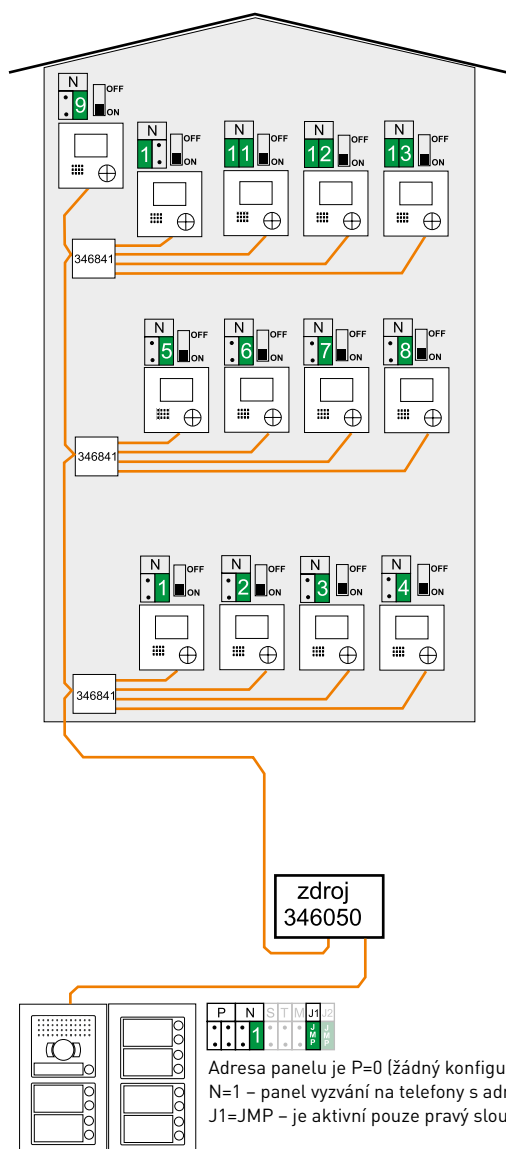 N
9 OFF
ON
N N N N
1 OFF 11 OFF 12 OFF 13 OFF
ON ON ON ON
346841
N N N N
5 OFF 6 OFF 7 OFF 8 OFF
ON ON ON ON
346841
N N N N
1 OFF 2 OFF 3 OFF 4 OFF
ON ON ON ON
346841
zdroj
346050
P N S T M J1 J2
1 JMP JMP
Adresa panelu je P=0 (žádný konfigu
N=1 – panel vyzvání na telefony s adr
J1=JMP – je aktivní pouze pravý slou